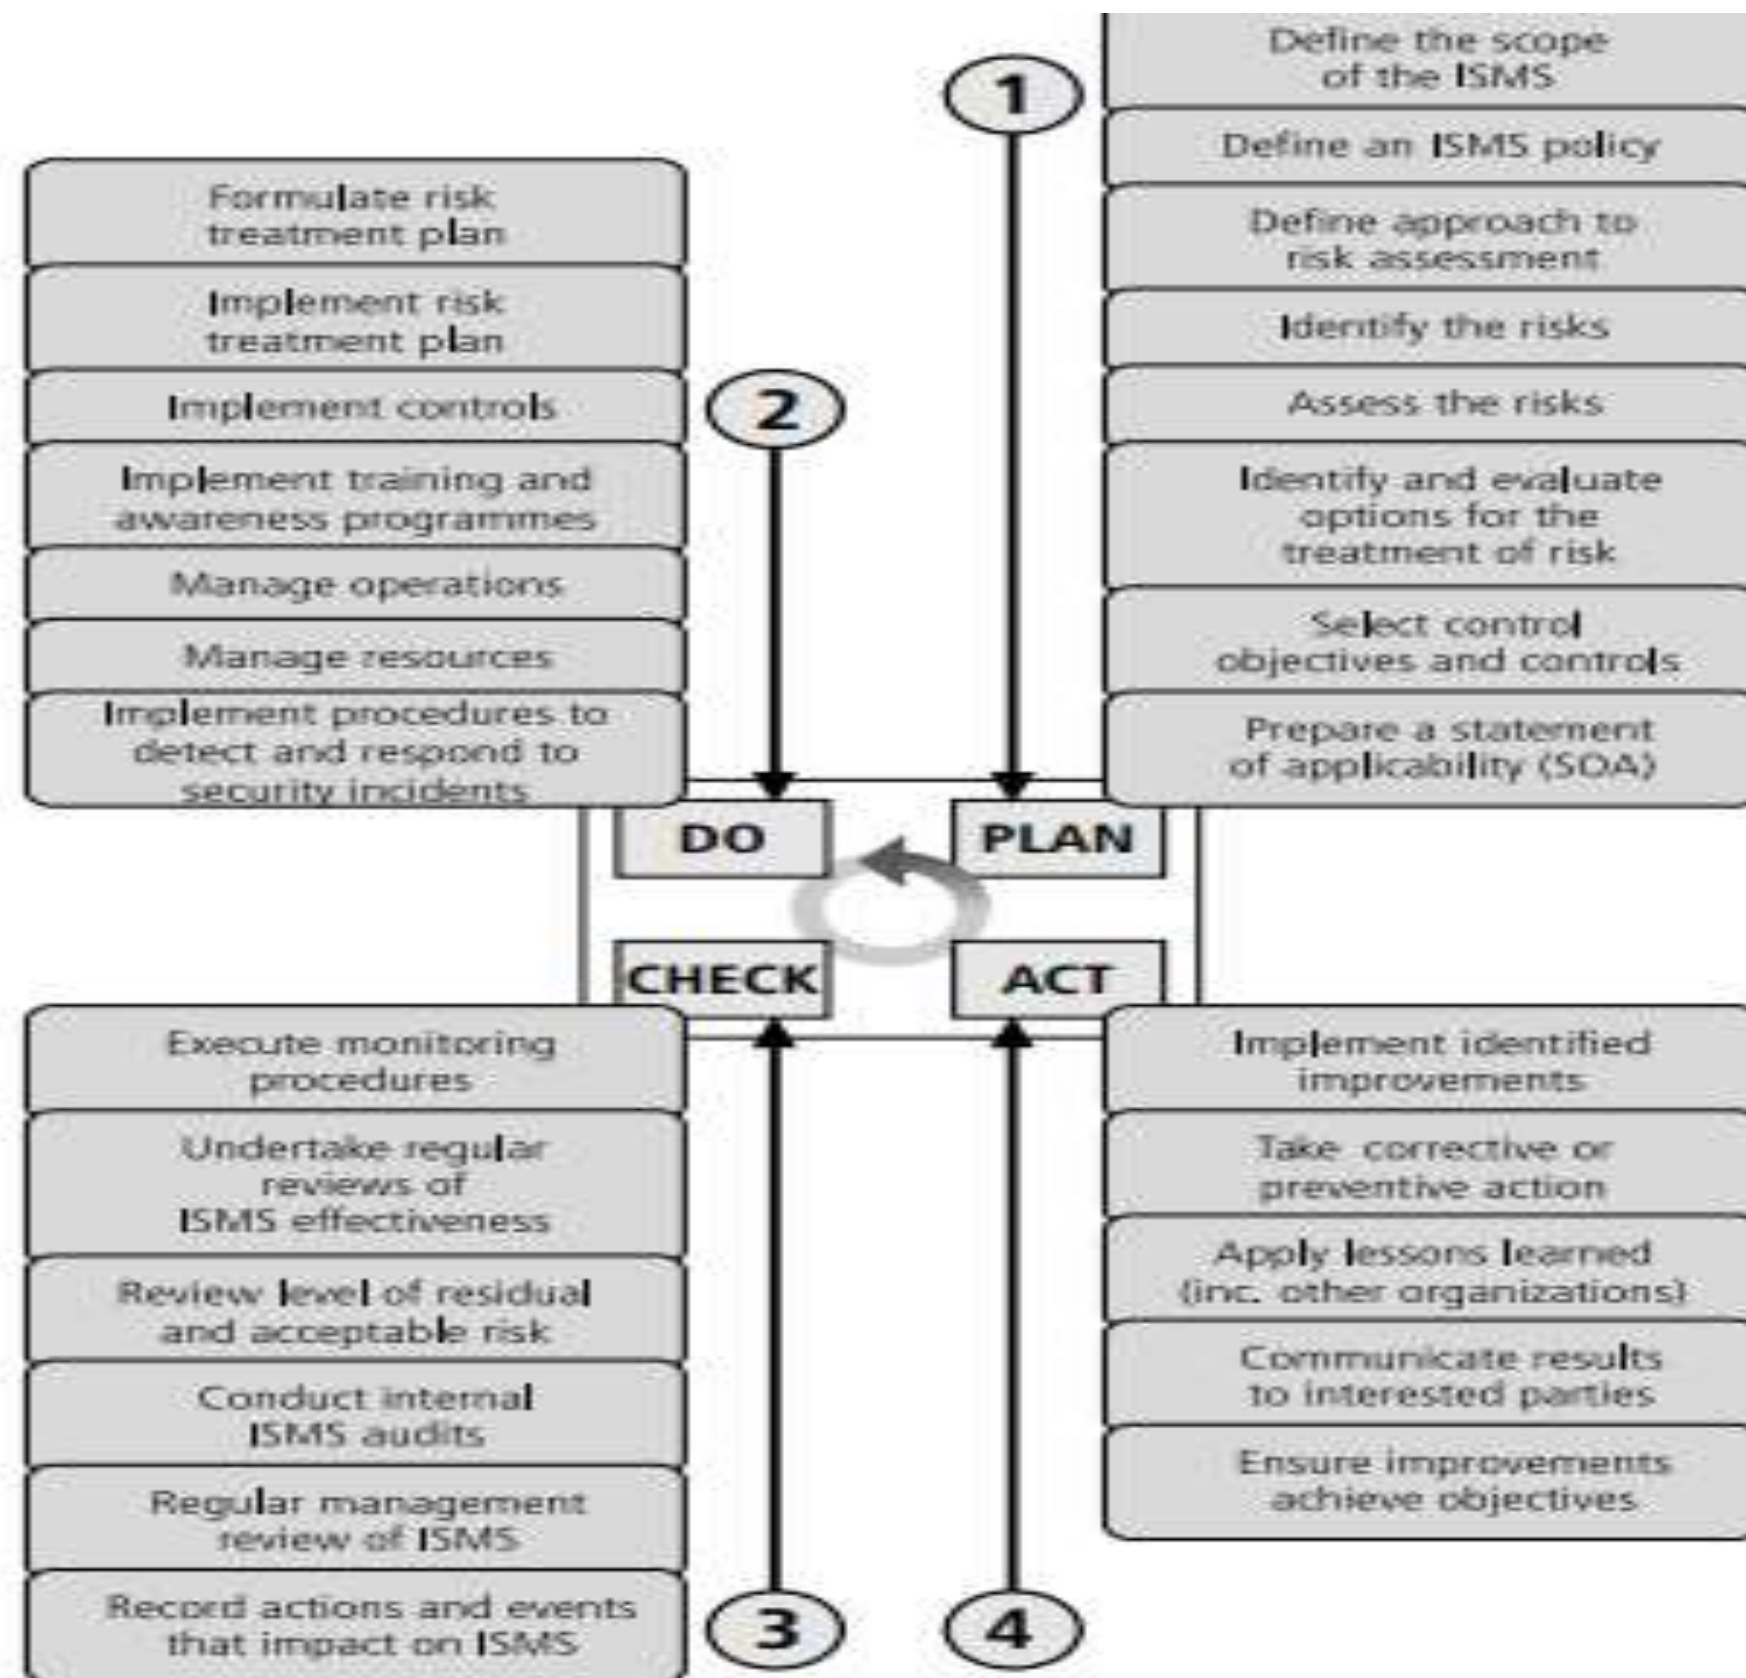 1
Define the scope
of the ISMS
Define an ISMS policy
Define approach to
risk assessment
Identify the risks
Assess the risks
Identify and evaluate
options for the
treatment of risk
Select control
objectives and controls
Prepare a statement
of applicability (SOA)
2
Formulate risk
treatment plan
Implement risk
treatment plan
Implement controls
Implement training and
awareness programmes
Manage operations
Manage resources
Implement procedures to
detect and respond to
security incidents
DO
PLAN
CHECK
ACT
Execute monitoring
procedures
Undertake regular
reviews of
ISMS effectiveness
Review level of residual
and acceptable risk
Conduct internal
ISMS audits
Regular management
review of ISMS
Record actions and events
that impact on ISMS
3
Implement identified
improvements
Take corrective or
preventive action
Apply lessons learned
(inc. other organizations)
Communicate results
to interested parties
Ensure improvements
achieve objectives
4